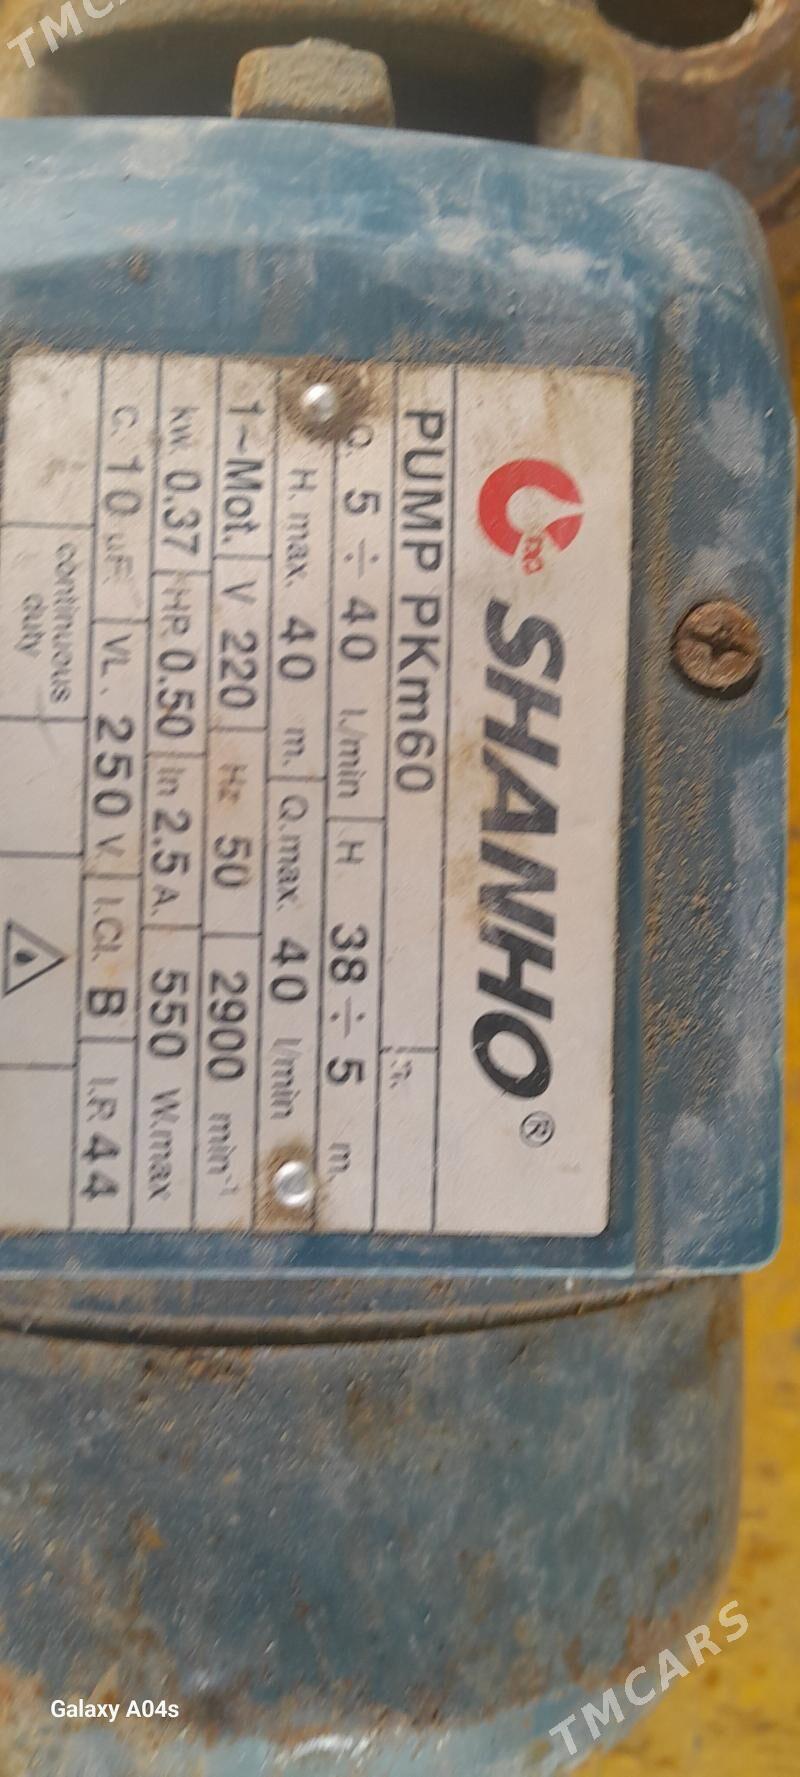 SHANHO®
PUMP PKm60
Q. 5 ÷ 40 l./min H 38 ÷ 5 m.
H. max. 40 m. Q.max. 40 l/min
1~Mot. V 220 Hz 50 2900 min⁻¹
kw. 0.37 HP. 0.50 In 2.5 A. 550 W.max
C. 10 uF. VL. 250 V. I.Cl. B I.P. 44
continuous
duty
Galaxy A04s
TMCARS